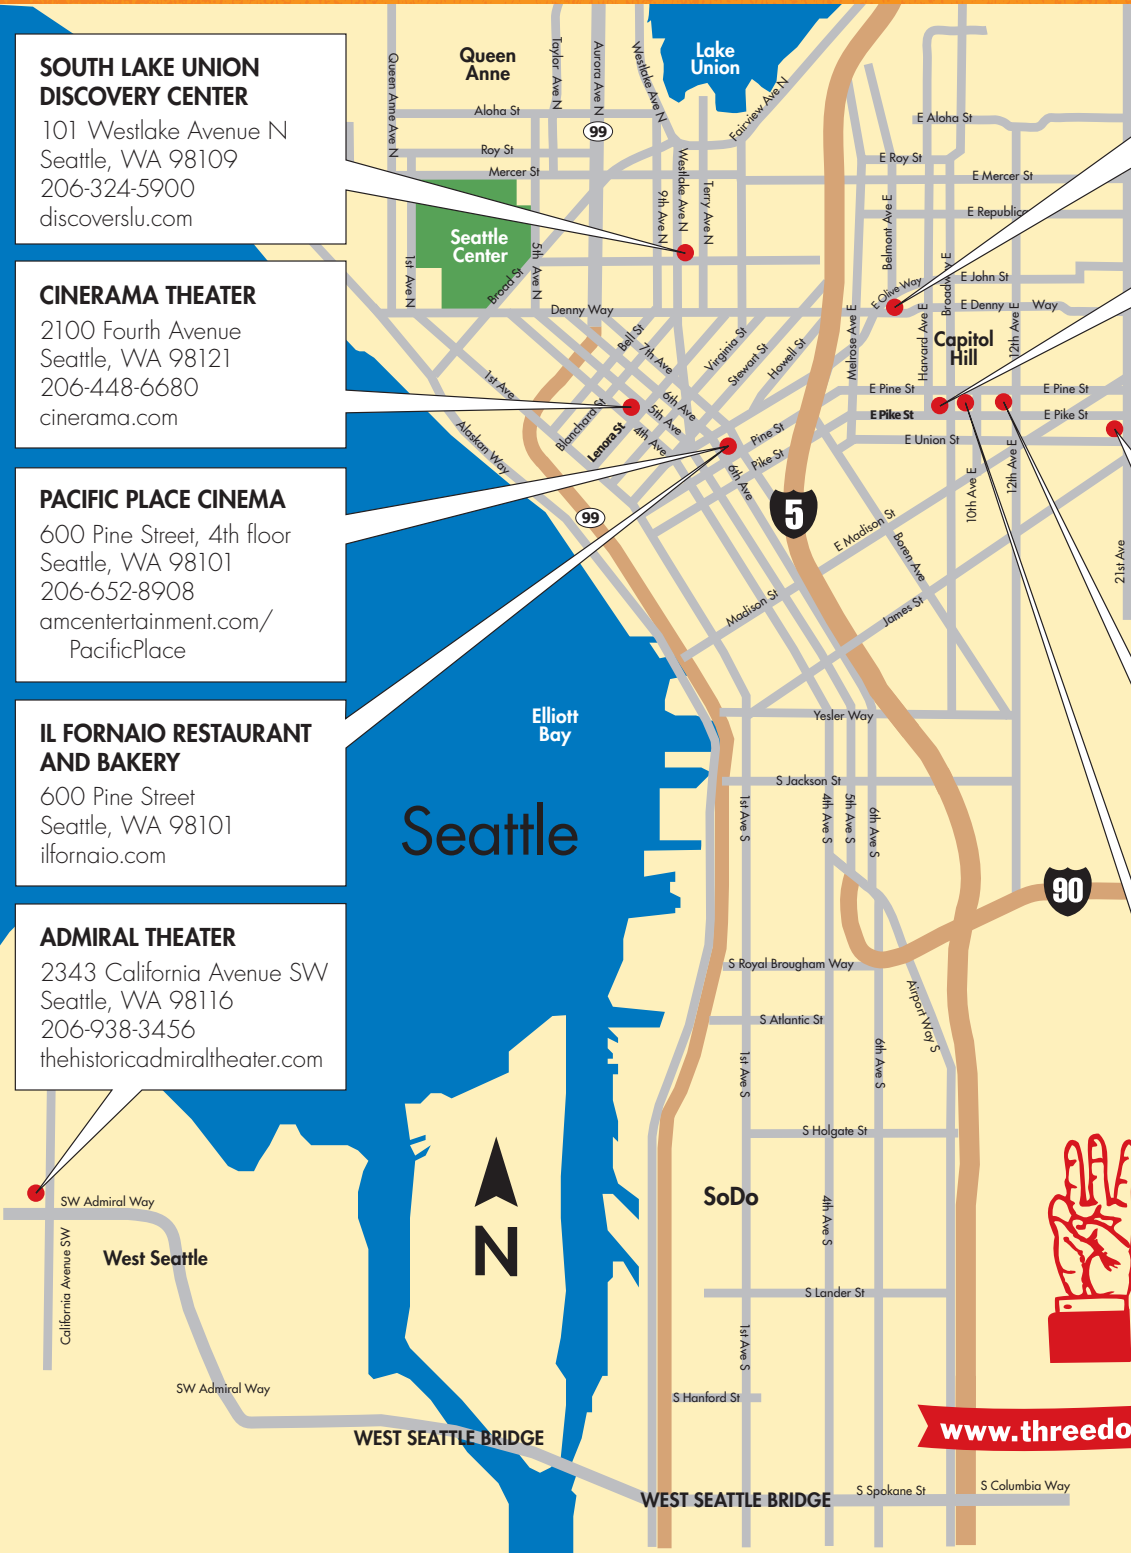 SOUTH LAKE UNION
DISCOVERY CENTER
101 Westlake Avenue N
Seattle, WA 98109
206-324-5900
discoverslu.com
CINERAMA THEATER
2100 Fourth Avenue
Seattle, WA 98121
206-448-6680
cinerama.com
PACIFIC PLACE CINEMA
600 Pine Street, 4th floor
Seattle, WA 98101
206-652-8908
amcentertainment.com/
PacificPlace
IL FORNAIO RESTAURANT
AND BAKERY
600 Pine Street
Seattle, WA 98101
ilfornaio.com
ADMIRAL THEATER
2343 California Avenue SW
Seattle, WA 98116
206-938-3456
thehistoricadmiraltheater.com
Queen
Anne
Lake
Union
Queen Anne Ave N
Taylor Ave N
Aurora Ave N
Westlake Ave N
Fairview Ave N
Aloha St
99
Roy St
Mercer St
E Aloha St
E Roy St
E Mercer St
E Republic
Seattle
Center
1st Ave N
5th Ave N
Broad St
9th Ave N
Westlake Ave N
Terry Ave N
Belmont Ave E
Broadway E
E John St
E Olive Way
E Denny Way
Denny Way
Melrose Ave E
Harvard Ave E
12th Ave E
Capitol
Hill
Bell St
7th Ave
Virginia St
Stewart St
Howell St
1st Ave
6th Ave
5th Ave
4th Ave
Blanchard St
Lenora St
Alaskan Way
E Pine St
E Pine St
E Pike St
E Pike St
E Union St
Pine St
Pike St
6th Ave
10th Ave E
12th Ave E
21st Ave
99
5
E Madison St
Boren Ave
Madison St
James St
Elliott
Bay
Yesler Way
S Jackson St
Seattle
1st Ave S
4th Ave S
5th Ave S
6th Ave S
90
S Royal Brougham Way
Airport Way S
S Atlantic St
1st Ave S
6th Ave S
S Holgate St
N
SoDo
4th Ave S
SW Admiral Way
West Seattle
California Avenue SW
S Lander St
1st Ave S
SW Admiral Way
S Hanford St
WEST SEATTLE BRIDGE
www.threedo
WEST SEATTLE BRIDGE
S Spokane St
S Columbia Way